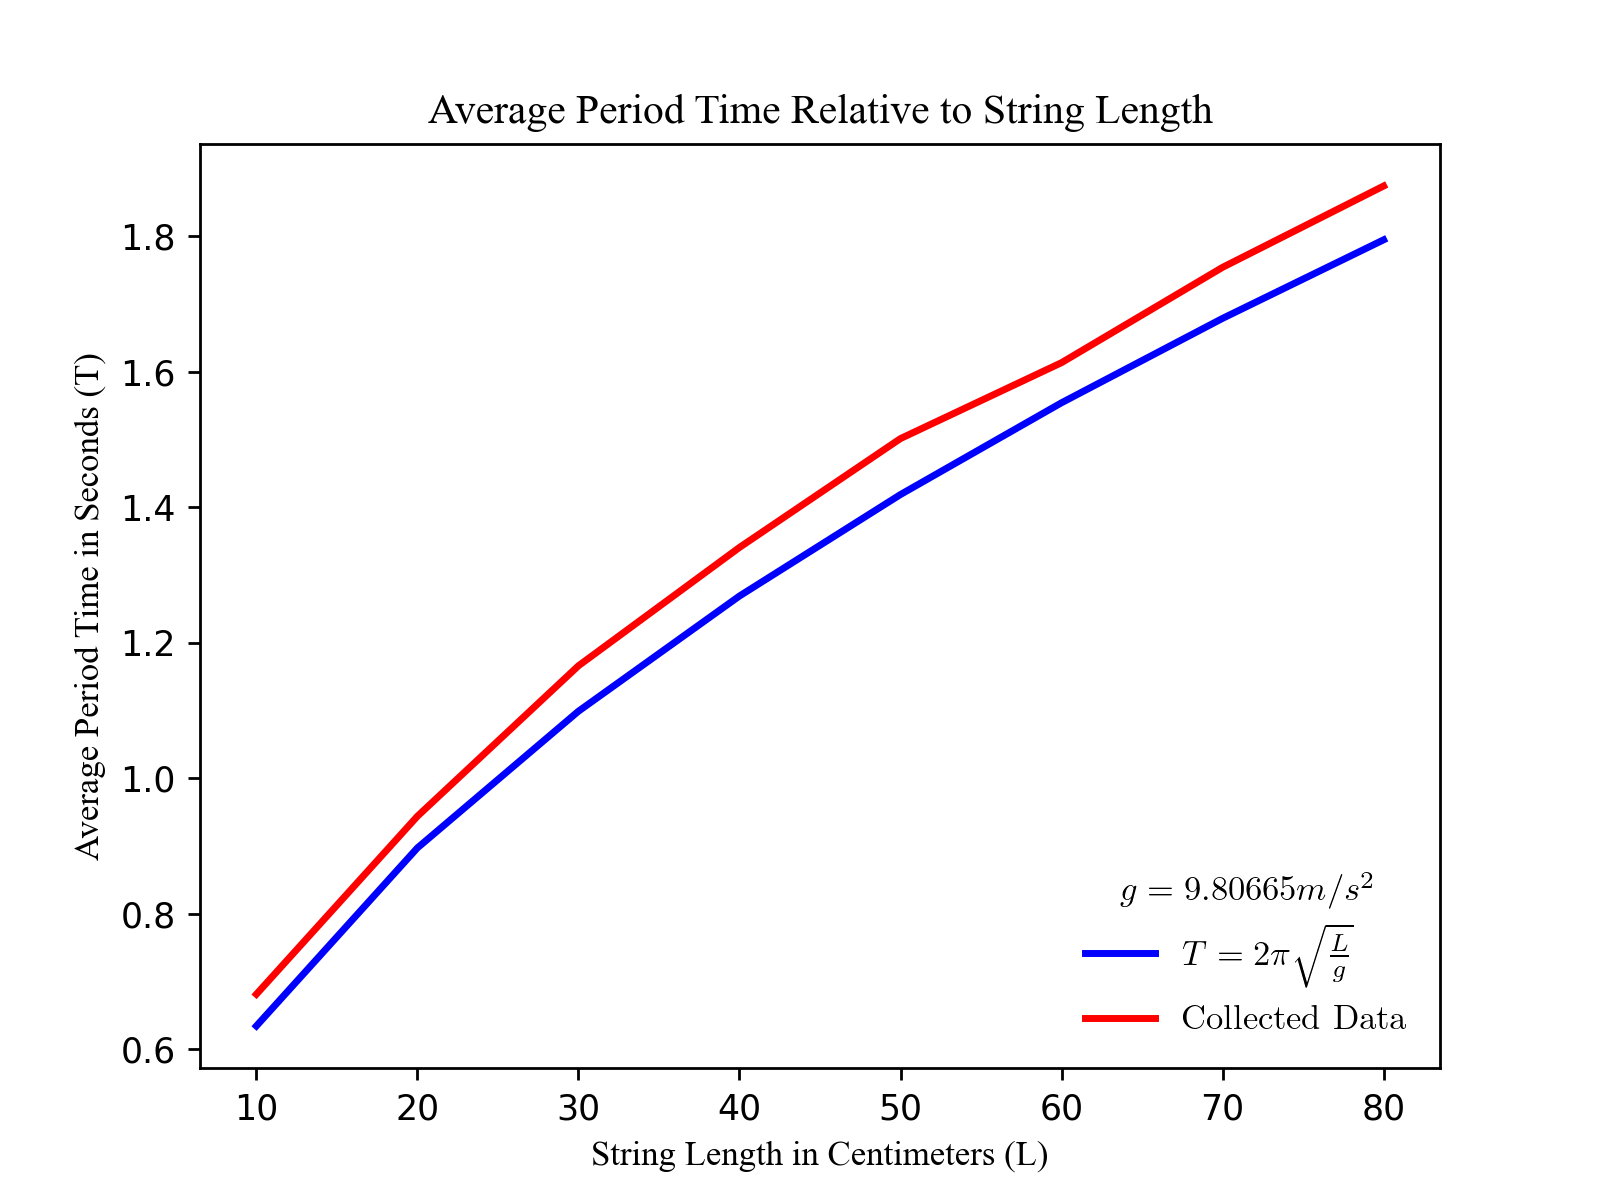 Average Period Time Relative to String Length
Average Period Time in Seconds (T)
1.8
1.6
1.4
1.2
1.0
0.8
0.6
g = 9.80665m/s²
T = 2π√(L/g)
Collected Data
10 20 30 40 50 60 70 80
String Length in Centimeters (L)